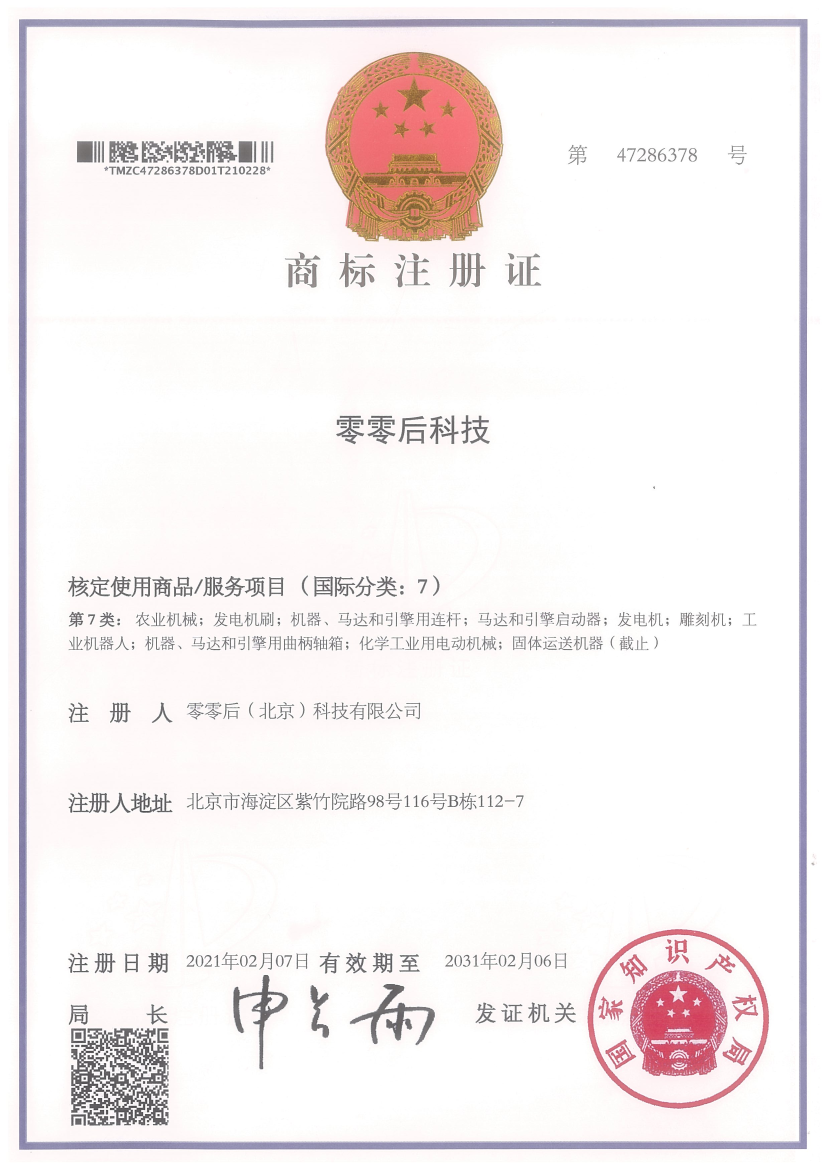 *TMZC47286378D01T210228*
第 47286378 号
商标注册证
零零后科技
核定使用商品/服务项目（国际分类：7）
第7类：农业机械；发电机刷；机器、马达和引擎用连杆；马达和引擎启动器；发电机；雕刻机；工
业机器人；机器、马达和引擎用曲柄轴箱；化学工业用电动机械；固体运送机器（截止）
注册人 零零后（北京）科技有限公司
注册人地址 北京市海淀区紫竹院路98号116号B栋112-7
注册日期 2021年02月07日 有效期至 2031年02月06日
局长 申长雨 发证机关
国家知识产权局